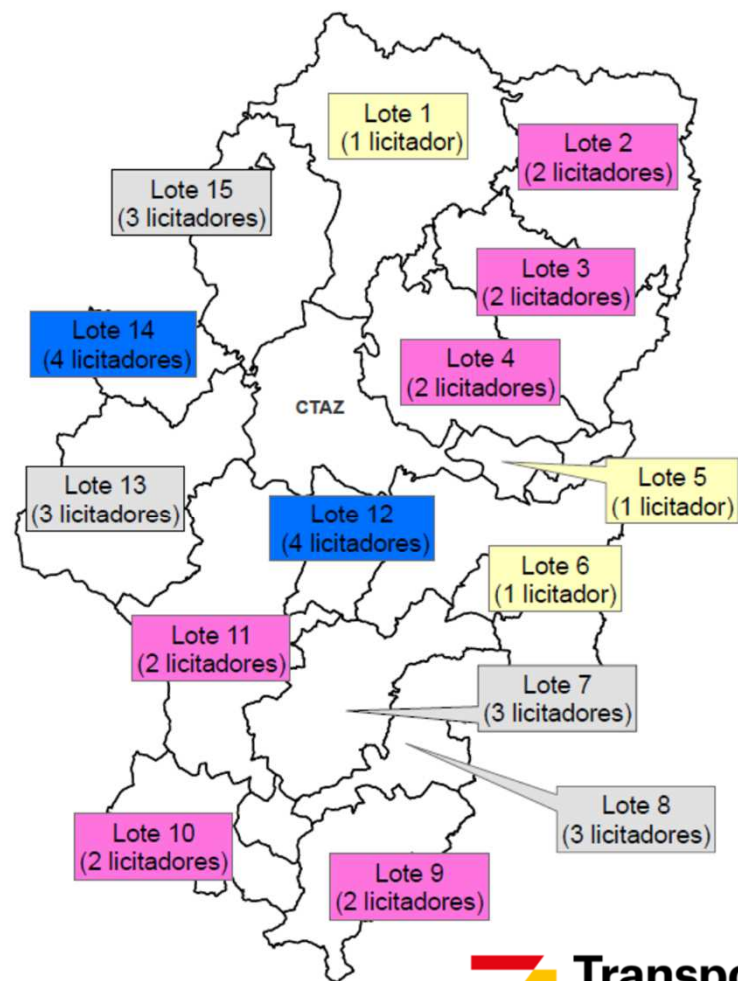 Lote 1
(1 licitador)
Lote 2
(2 licitadores)
Lote 15
(3 licitadores)
Lote 3
(2 licitadores)
Lote 14
(4 licitadores)
Lote 4
(2 licitadores)
CTAZ
Lote 5
(1 licitador)
Lote 13
(3 licitadores)
Lote 12
(4 licitadores)
Lote 6
(1 licitador)
Lote 11
(2 licitadores)
Lote 7
(3 licitadores)
Lote 8
(3 licitadores)
Lote 10
(2 licitadores)
Lote 9
(2 licitadores)
Transpo